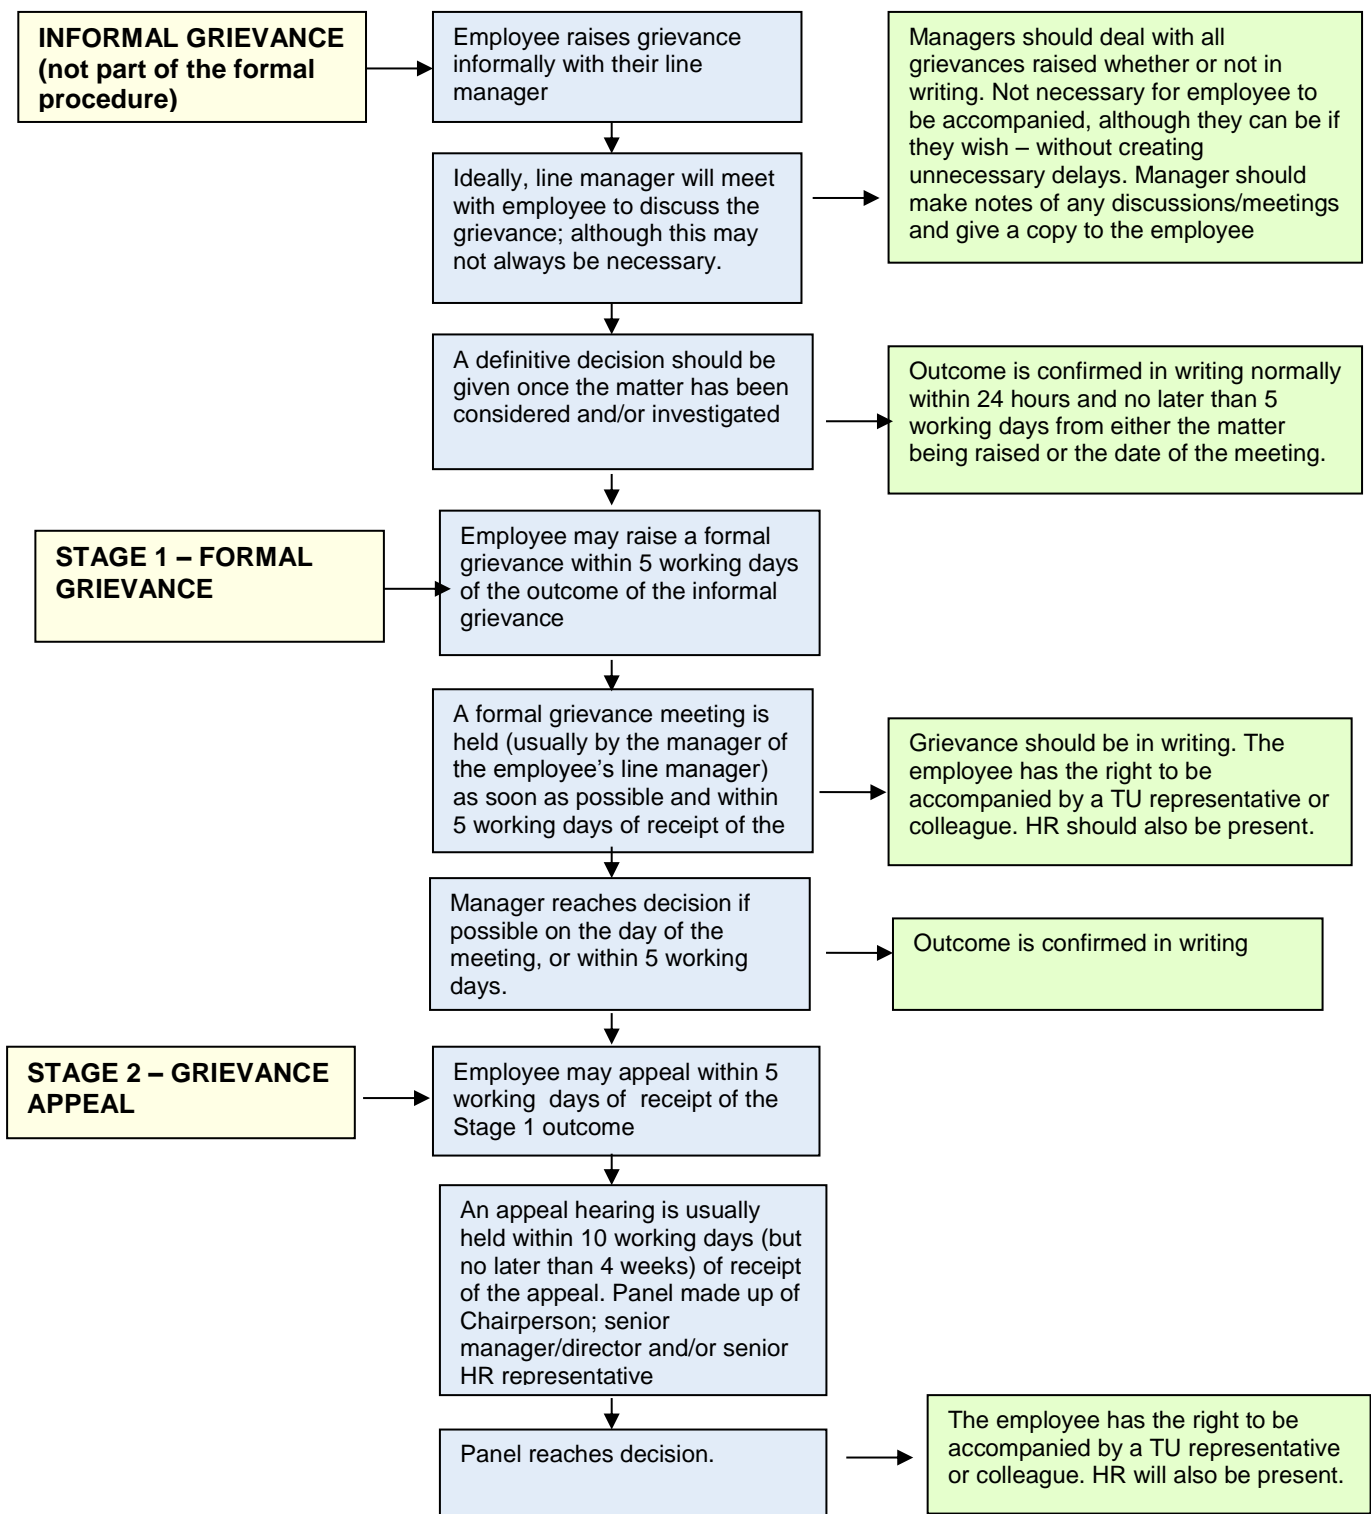 INFORMAL GRIEVANCE
(not part of the formal
procedure)
Employee raises grievance
informally with their line
manager
Managers should deal with all
grievances raised whether or not in
writing. Not necessary for employee to
be accompanied, although they can be if
they wish – without creating
unnecessary delays. Manager should
make notes of any discussions/meetings
and give a copy to the employee
Ideally, line manager will meet
with employee to discuss the
grievance; although this may
not always be necessary.
A definitive decision should be
given once the matter has been
considered and/or investigated
Outcome is confirmed in writing normally
within 24 hours and no later than 5
working days from either the matter
being raised or the date of the meeting.
STAGE 1 – FORMAL
GRIEVANCE
Employee may raise a formal
grievance within 5 working days
of the outcome of the informal
grievance
A formal grievance meeting is
held (usually by the manager of
the employee’s line manager)
as soon as possible and within
5 working days of receipt of the
Grievance should be in writing. The
employee has the right to be
accompanied by a TU representative or
colleague. HR should also be present.
Manager reaches decision if
possible on the day of the
meeting, or within 5 working
days.
Outcome is confirmed in writing
STAGE 2 – GRIEVANCE
APPEAL
Employee may appeal within 5
working days of receipt of the
Stage 1 outcome
An appeal hearing is usually
held within 10 working days (but
no later than 4 weeks) of receipt
of the appeal. Panel made up of
Chairperson; senior
manager/director and/or senior
HR representative
Panel reaches decision.
The employee has the right to be
accompanied by a TU representative
or colleague. HR will also be present.